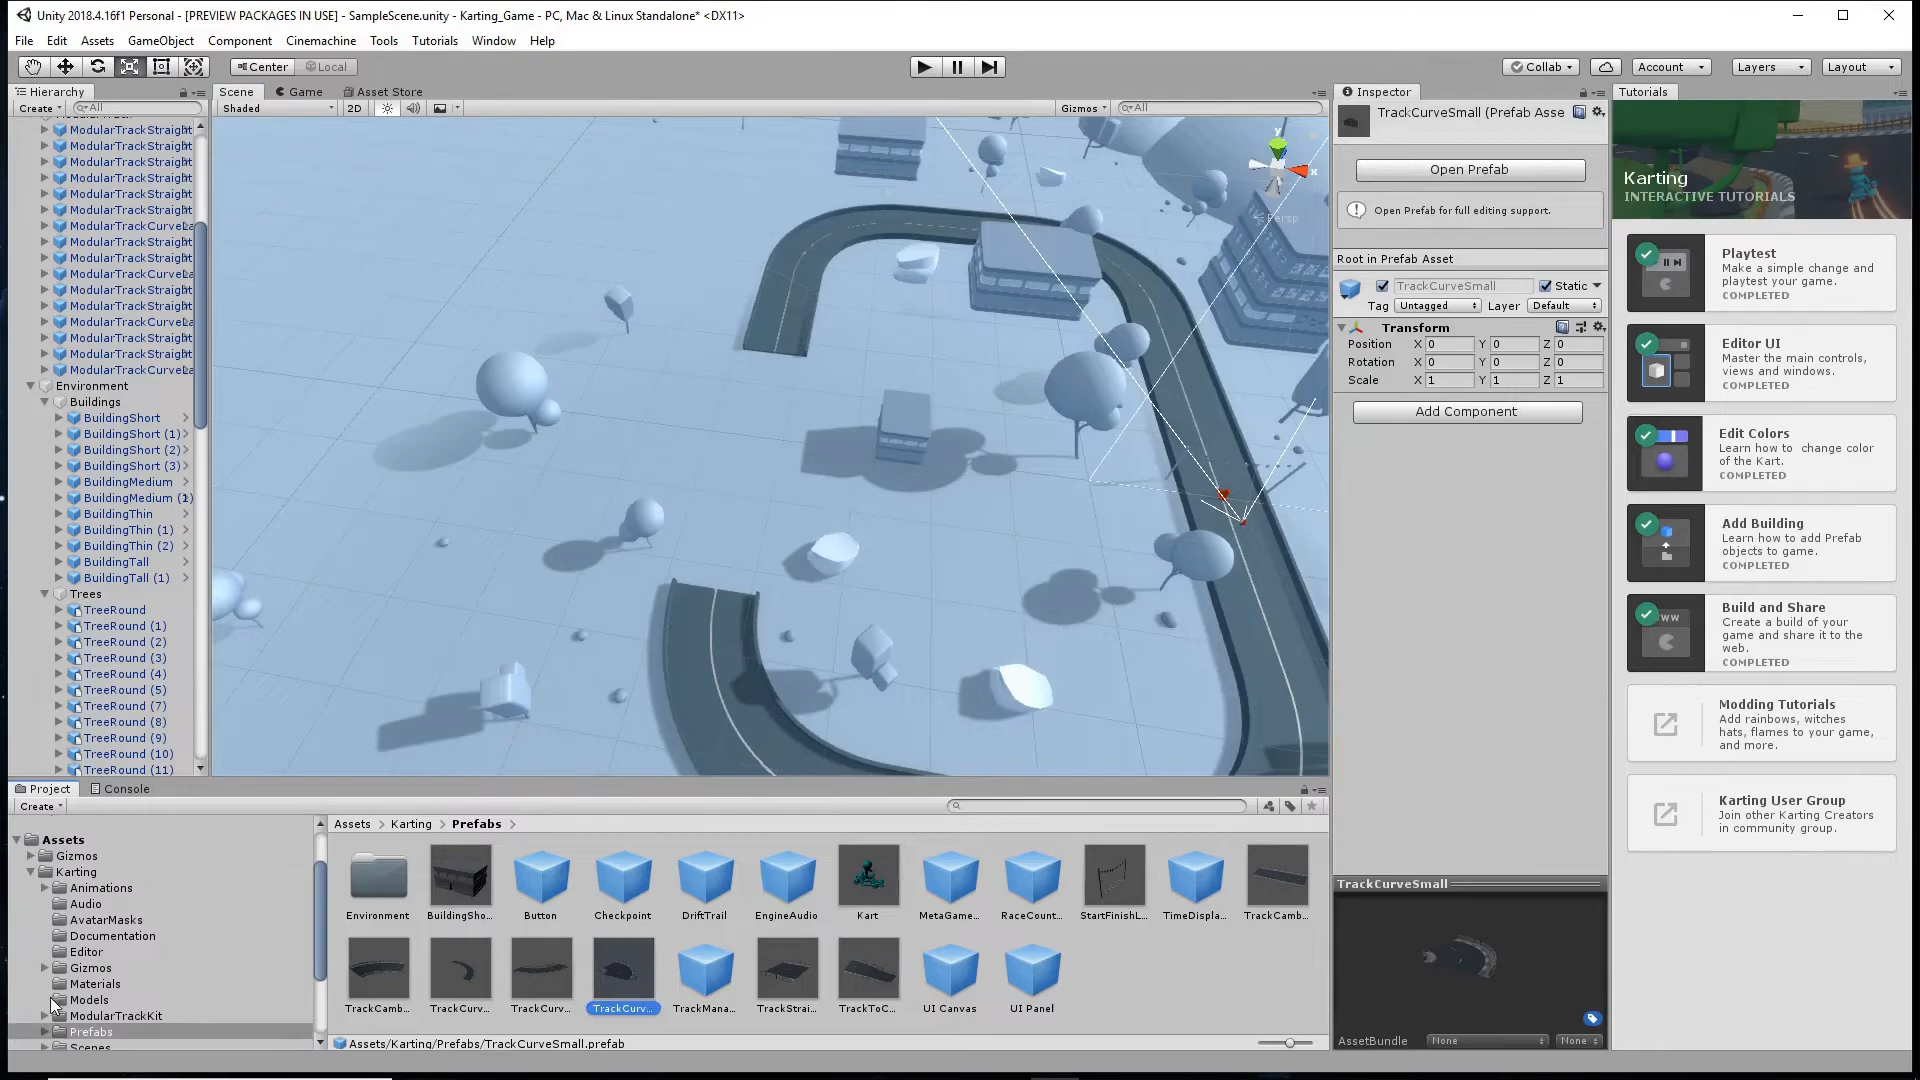 Unity 2018.4.16f1 Personal - [PREVIEW PACKAGES IN USE] - SampleScene.unity - Karting_Game - PC, Mac & Linux Standalone* <DX11>
File Edit Assets GameObject Component Cinemachine Tools Tutorials Window Help
Center Local Collab Account Layers Layout
Hierarchy
Create All
ModularTrackStraight
ModularTrackStraight
ModularTrackStraight
ModularTrackStraight
ModularTrackStraight
ModularTrackStraight
ModularTrackCurveLa
ModularTrackStraight
ModularTrackStraight
ModularTrackCurveLa
ModularTrackStraight
ModularTrackStraight
ModularTrackCurveLa
ModularTrackStraight
ModularTrackStraight
ModularTrackCurveLa
Environment
Buildings
BuildingShort
BuildingShort (1)
BuildingShort (2)
BuildingShort (3)
BuildingMedium
BuildingMedium (1)
BuildingThin
BuildingThin (1)
BuildingThin (2)
BuildingTall
BuildingTall (1)
Trees
TreeRound
TreeRound (1)
TreeRound (2)
TreeRound (3)
TreeRound (4)
TreeRound (5)
TreeRound (7)
TreeRound (8)
TreeRound (9)
TreeRound (10)
TreeRound (11)
Scene Game Asset Store
Shaded 2D Gizmos All
y
x
Persp
Inspector
TrackCurveSmall (Prefab Asse
Open Prefab
Open Prefab for full editing support.
Root in Prefab Asset
TrackCurveSmall Static
Tag Untagged Layer Default
Transform
Position X 0 Y 0 Z 0
Rotation X 0 Y 0 Z 0
Scale X 1 Y 1 Z 1
Add Component
TrackCurveSmall
AssetBundle None None
Tutorials
Karting
INTERACTIVE TUTORIALS
Playtest
Make a simple change and
playtest your game.
COMPLETED
Editor UI
Master the main controls,
views and windows.
COMPLETED
Edit Colors
Learn how to change color
of the Kart.
COMPLETED
Add Building
Learn how to add Prefab
objects to game.
COMPLETED
WW
Build and Share
Create a build of your
game and share it to the
web.
COMPLETED
Modding Tutorials
Add rainbows, witches
hats, flames to your game,
and more.
Karting User Group
Join other Karting Creators
in community group.
Project Console
Create
Assets
Gizmos
Karting
Animations
Audio
AvatarMasks
Documentation
Editor
Gizmos
Materials
Models
ModularTrackKit
Prefabs
Scenes
Assets > Karting > Prefabs >
Environment BuildingSho... Button Checkpoint DriftTrail EngineAudio Kart MetaGame... RaceCount... StartFinishL... TimeDispla... TrackCamb...
TrackCamb... TrackCurv... TrackCurv... TrackCurv... TrackMana... TrackStrai... TrackToC... UI Canvas UI Panel
Assets/Karting/Prefabs/TrackCurveSmall.prefab